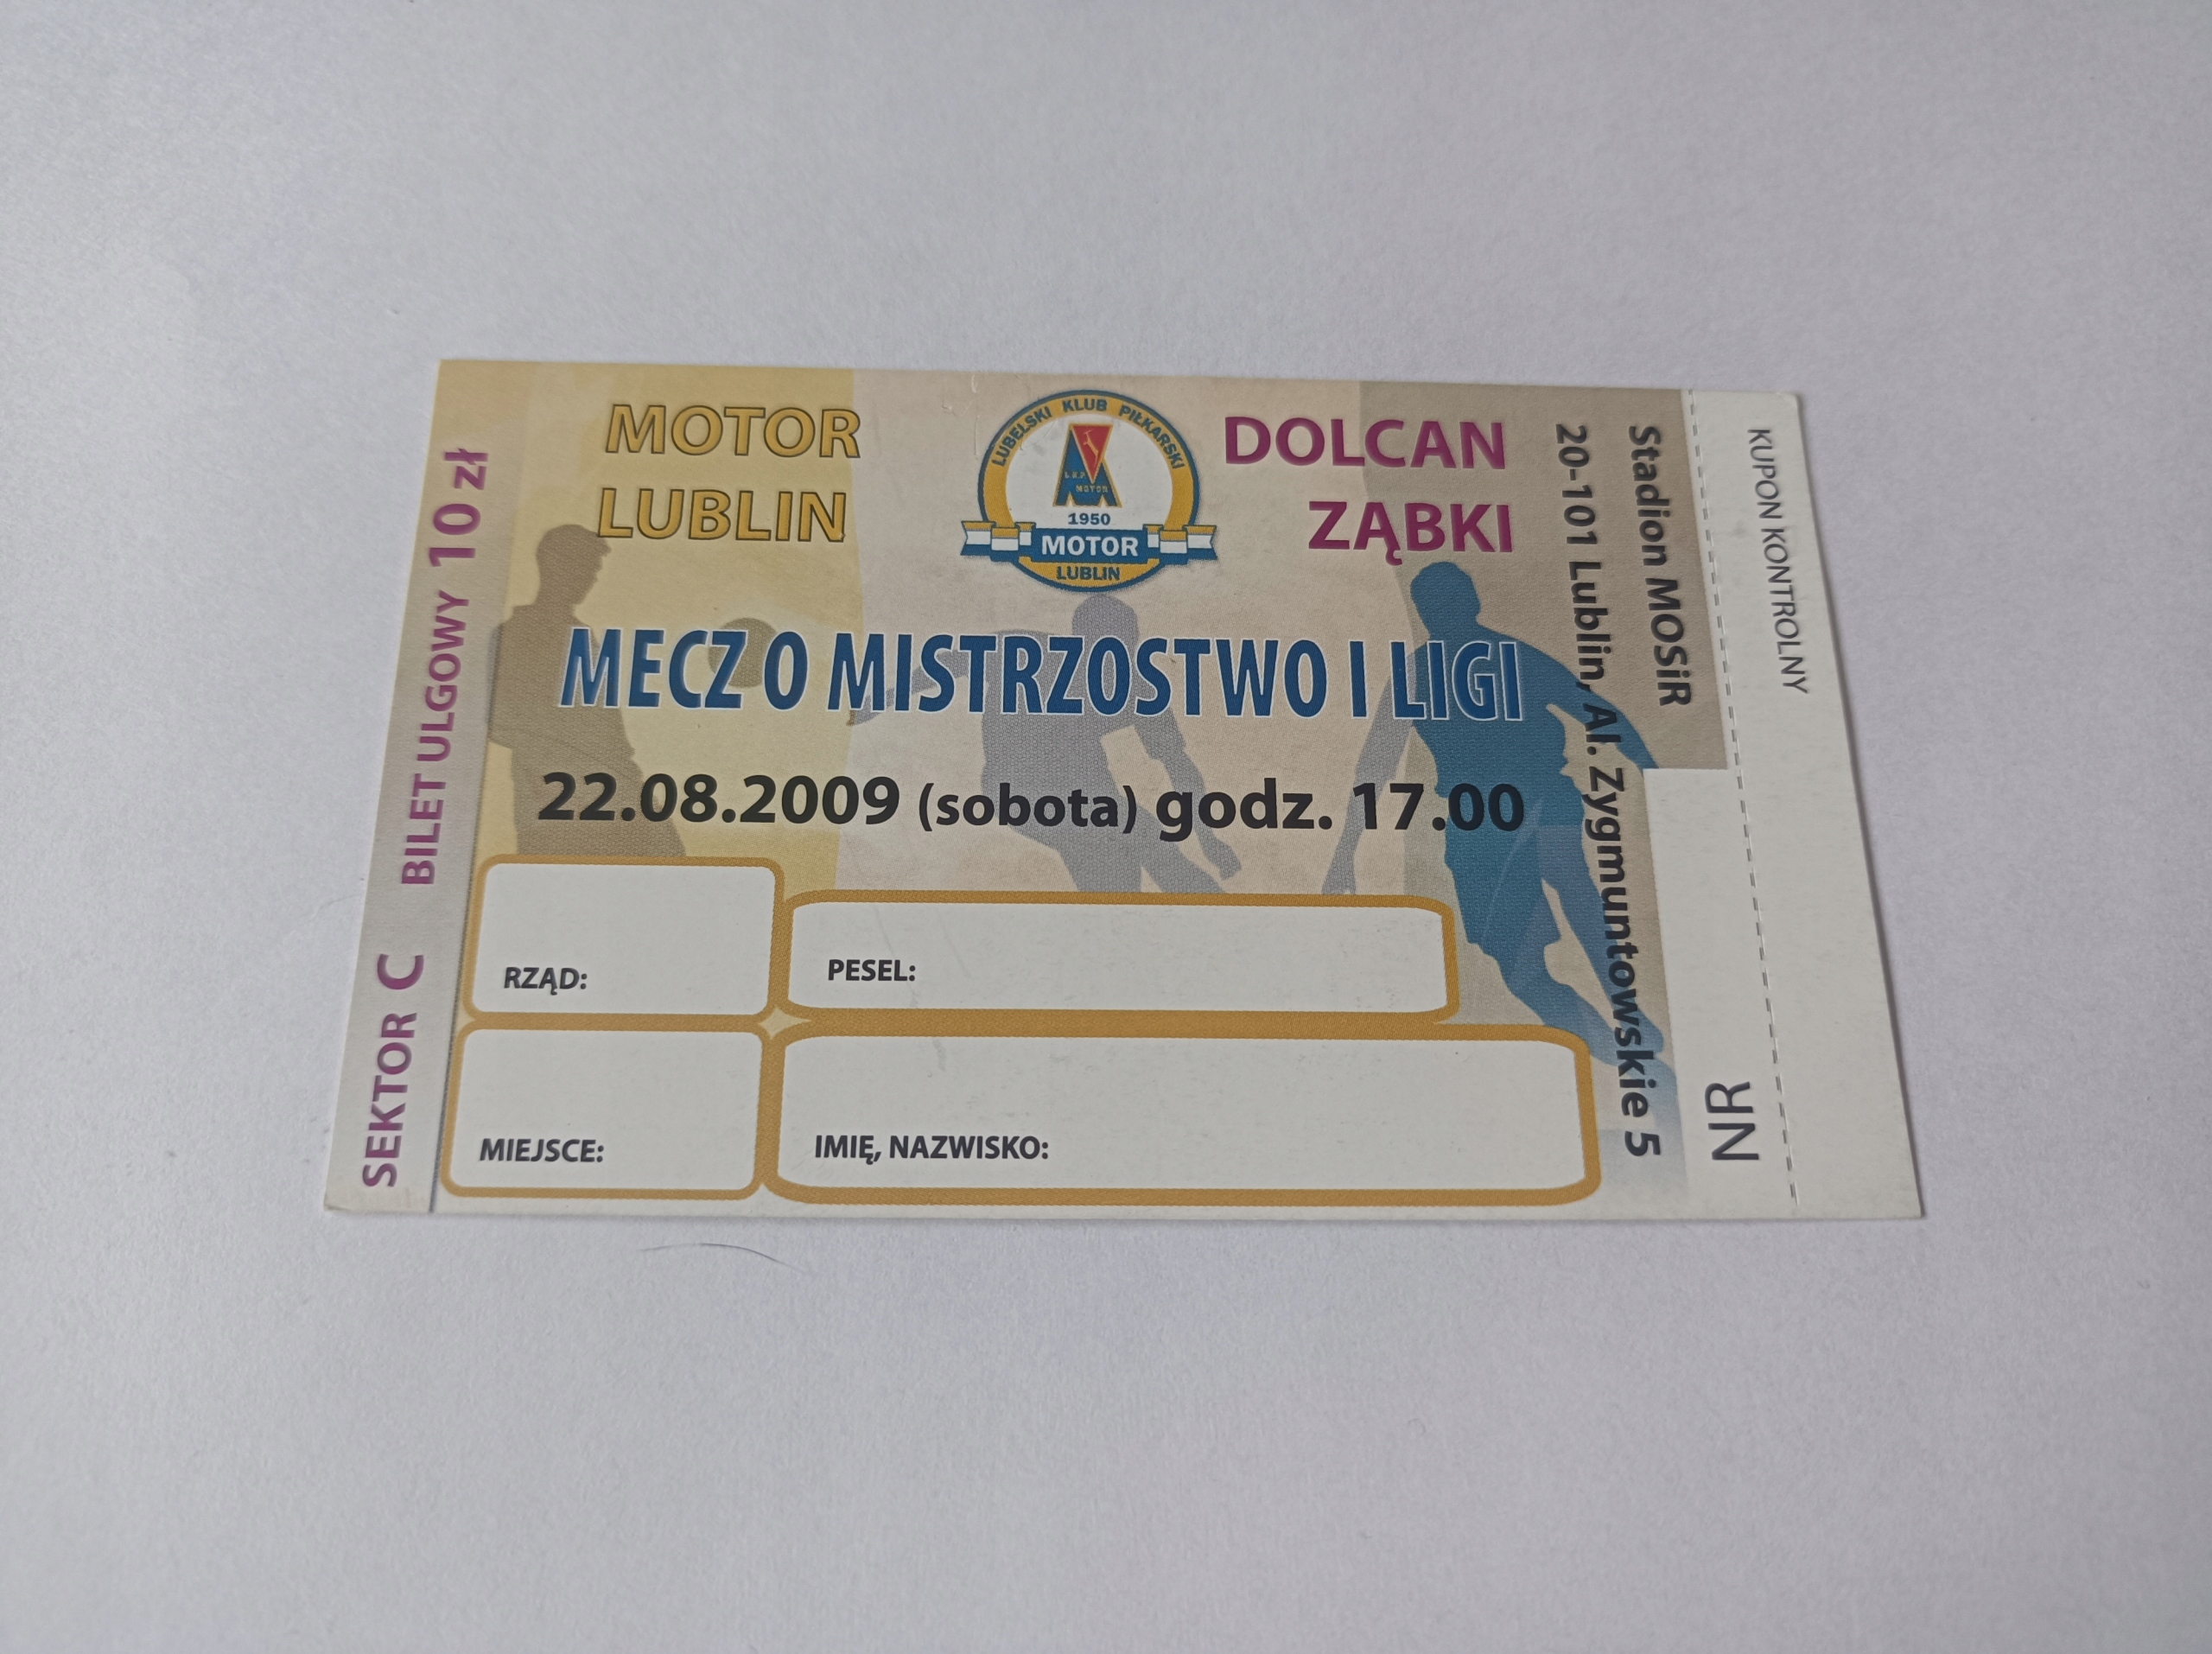 SEKTOR C BILET ULGOWY 10 zł
MOTOR
LUBLIN
LUBELSKI KLUB PIŁKARSKI
L.K.P.
MOTOR
1950
MOTOR
LUBLIN
DOLCAN
ZĄBKI
MECZ O MISTRZOSTWO I LIGI
22.08.2009 (sobota) godz. 17.00
RZĄD:
PESEL:
MIEJSCE:
IMIĘ, NAZWISKO:
Stadion MOSiR
20-101 Lublin, Al. Zygmuntowskie 5
NR
KUPON KONTROLNY